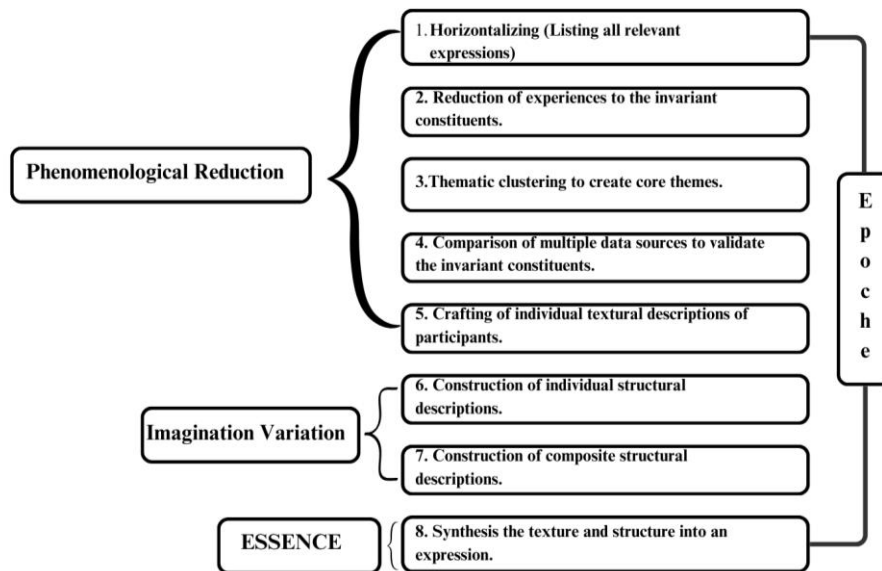 1. Horizontalizing (Listing all relevant
expressions)
2. Reduction of experiences to the invariant
constituents.
Phenomenological Reduction
3.Thematic clustering to create core themes.
4. Comparison of multiple data sources to validate
the invariant constituents.
5. Crafting of individual textural descriptions of
participants.
Epoche
6. Construction of individual structural
descriptions.
Imagination Variation
7. Construction of composite structural
descriptions.
ESSENCE
8. Synthesis the texture and structure into an
expression.